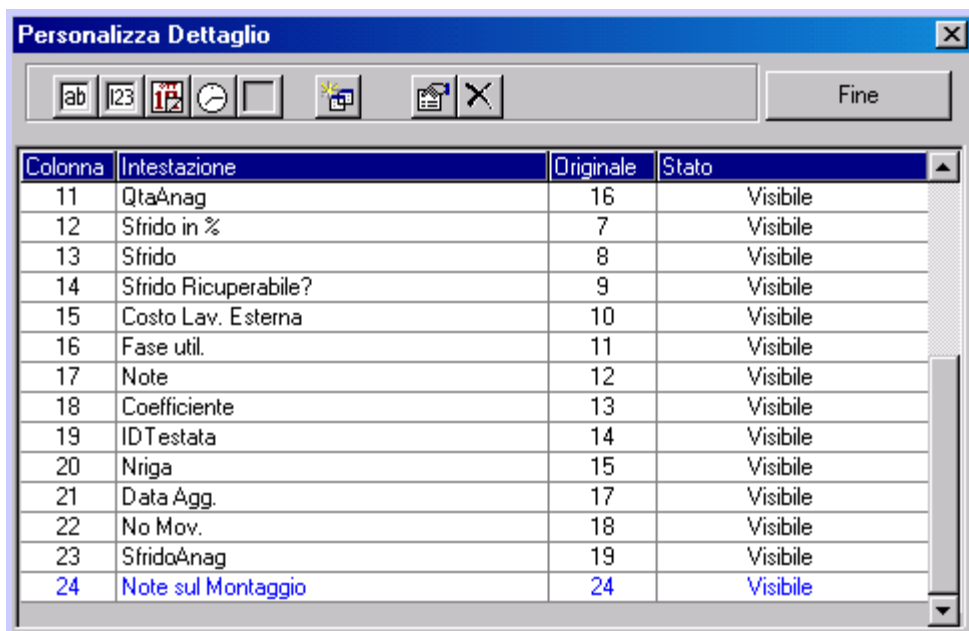 Personalizza Dettaglio
ab 123 Fine
Colonna Intestazione Originale Stato
11 QtaAnag 16 Visibile
12 Sfrido in % 7 Visibile
13 Sfrido 8 Visibile
14 Sfrido Ricuperabile? 9 Visibile
15 Costo Lav. Esterna 10 Visibile
16 Fase util. 11 Visibile
17 Note 12 Visibile
18 Coefficiente 13 Visibile
19 IDTestata 14 Visibile
20 Nriga 15 Visibile
21 Data Agg. 17 Visibile
22 No Mov. 18 Visibile
23 SfridoAnag 19 Visibile
24 Note sul Montaggio 24 Visibile